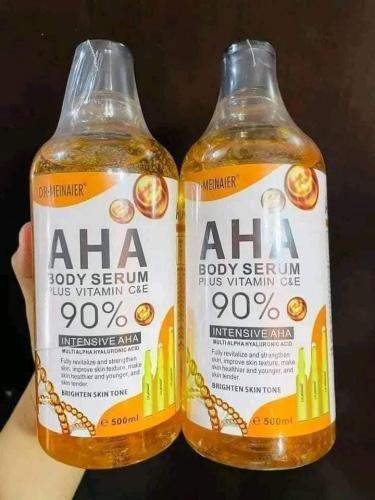 DR·MEINAIER®
AHA
BODY SERUM
PLUS VITAMIN C&E
90%
INTENSIVE AHA
MULTI ALPHA HYALURONIC ACID
Fully revitalize and strengthen
skin, improve skin texture, make
skin healthier and younger, and
skin tender.
BRIGHTEN SKIN TONE
e 500ml
R·MEINAIER®
AHA
BODY SERUM
PLUS VITAMIN C&E
90%
INTENSIVE AHA
MULTI ALPHA HYALURONIC ACID
Fully revitalize and strengthen
skin, improve skin texture, make
skin healthier and younger, and
skin tender.
BRIGHTEN SKIN TONE
e 500ml